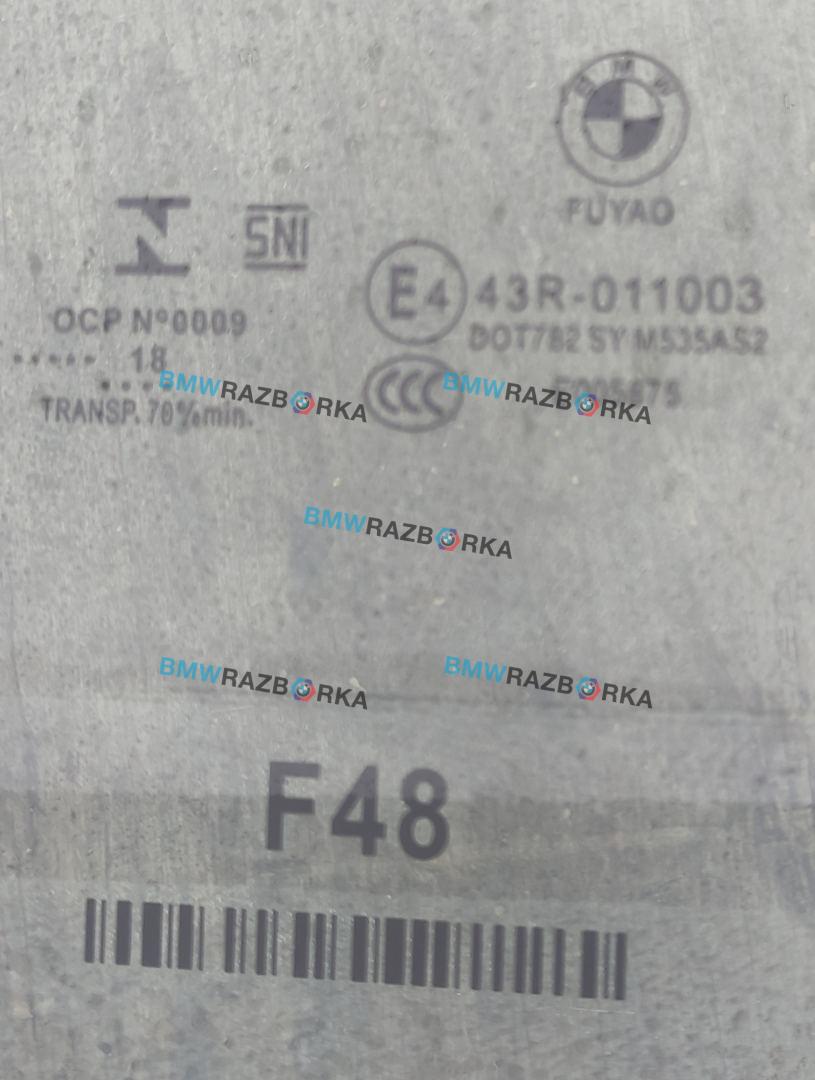 BMW
FUYAO
SNI
E4 43R-011003
OCP Nº0009
DOT782 SY M535AS2
..... 18
CCC
TRANSP. 70%min.
BMWRAZBORKA
BMWRAZBORKA
BMWRAZBORKA
BMWRAZBORKA
BMWRAZBORKA
F48